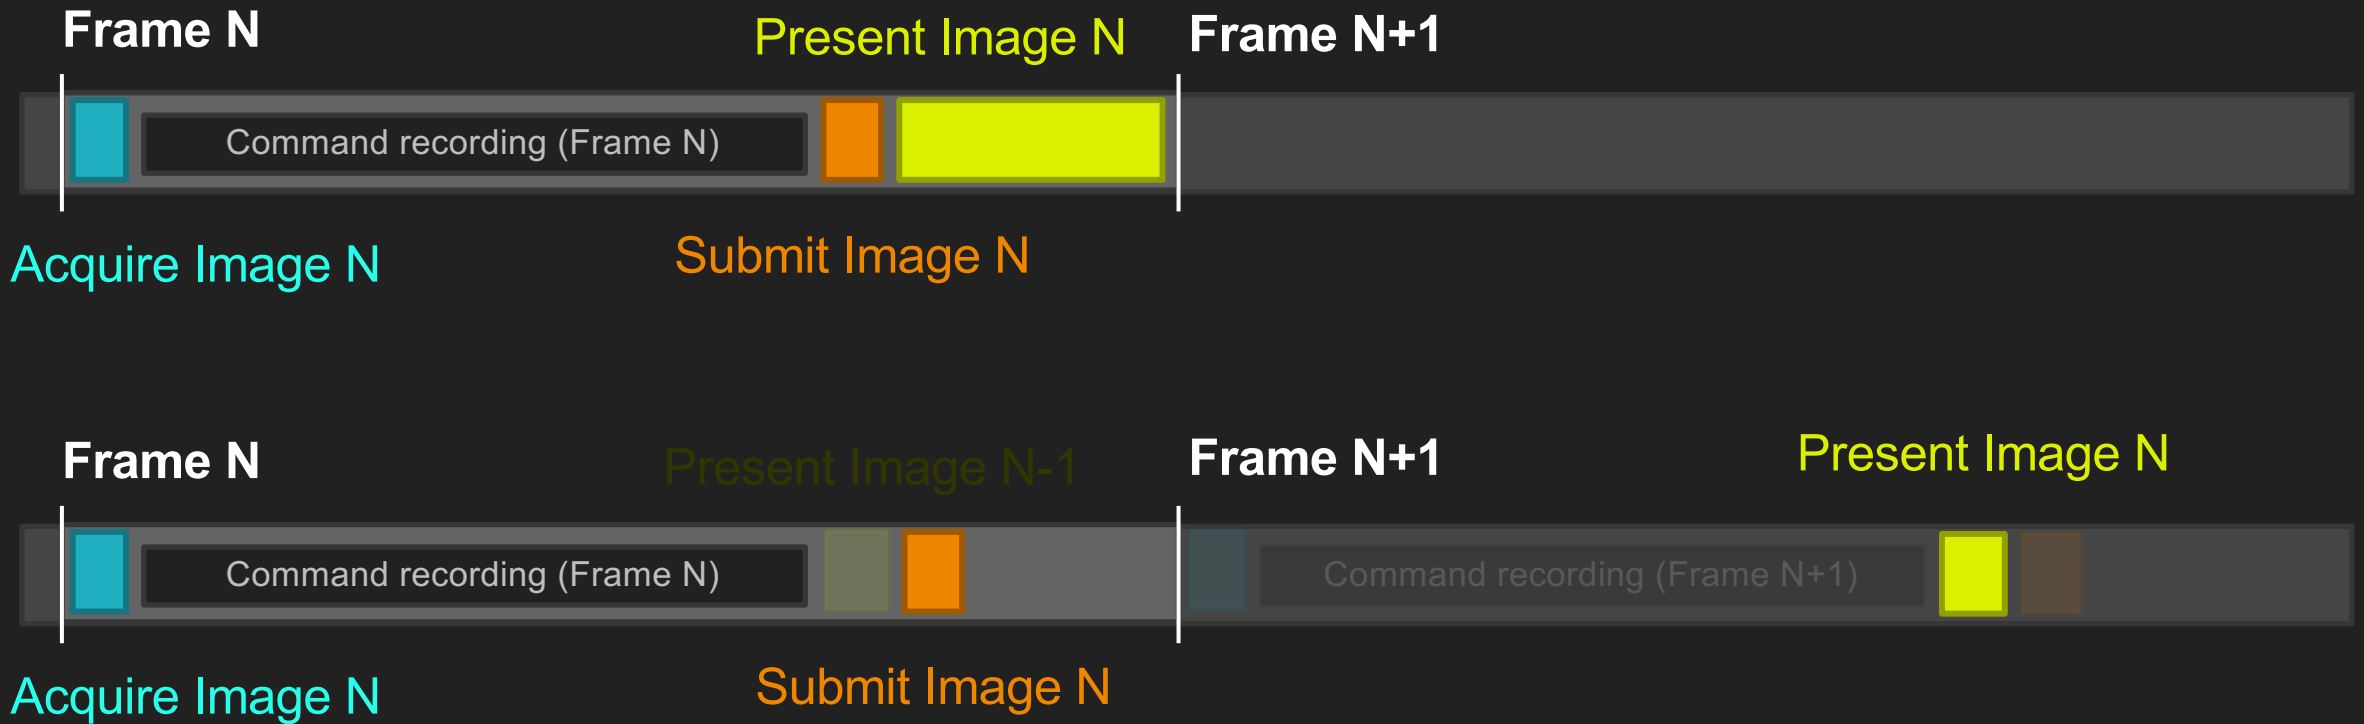 Frame N
Present Image N
Frame N+1
Command recording (Frame N)
Acquire Image N
Submit Image N
Frame N
Present Image N-1
Frame N+1
Present Image N
Command recording (Frame N)
Command recording (Frame N+1)
Acquire Image N
Submit Image N